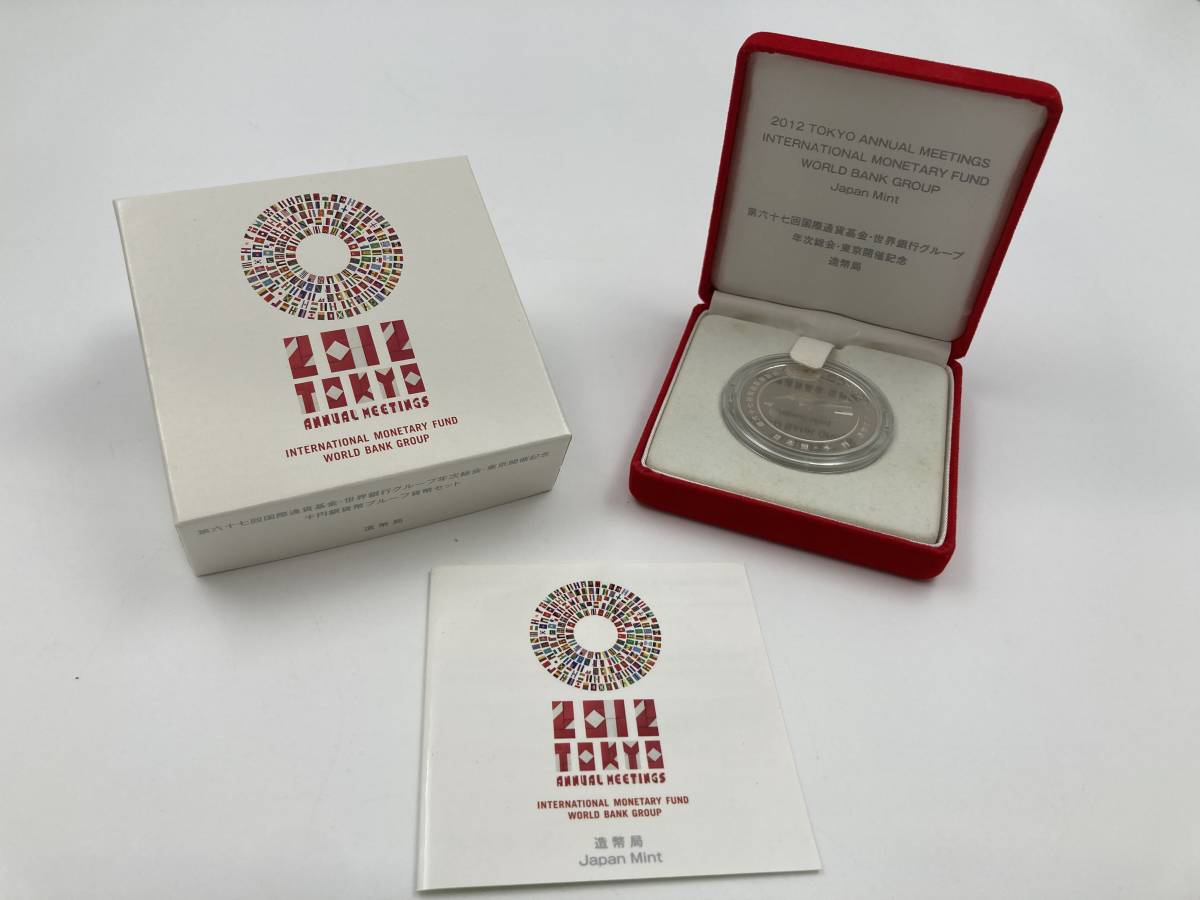 2012
TOKYO
ANNUAL MEETINGS
INTERNATIONAL MONETARY FUND
WORLD BANK GROUP
第六十七回国際通貨基金・世界銀行グループ年次総会・東京開催記念
千円銀貨幣プルーフ貨幣セット
造幣局
2012 TOKYO ANNUAL MEETINGS
INTERNATIONAL MONETARY FUND
WORLD BANK GROUP
Japan Mint
第六十七回国際通貨基金・世界銀行グループ
年次総会・東京開催記念
造幣局
2012
TOKYO
ANNUAL MEETINGS
INTERNATIONAL MONETARY FUND
WORLD BANK GROUP
造幣局
Japan Mint